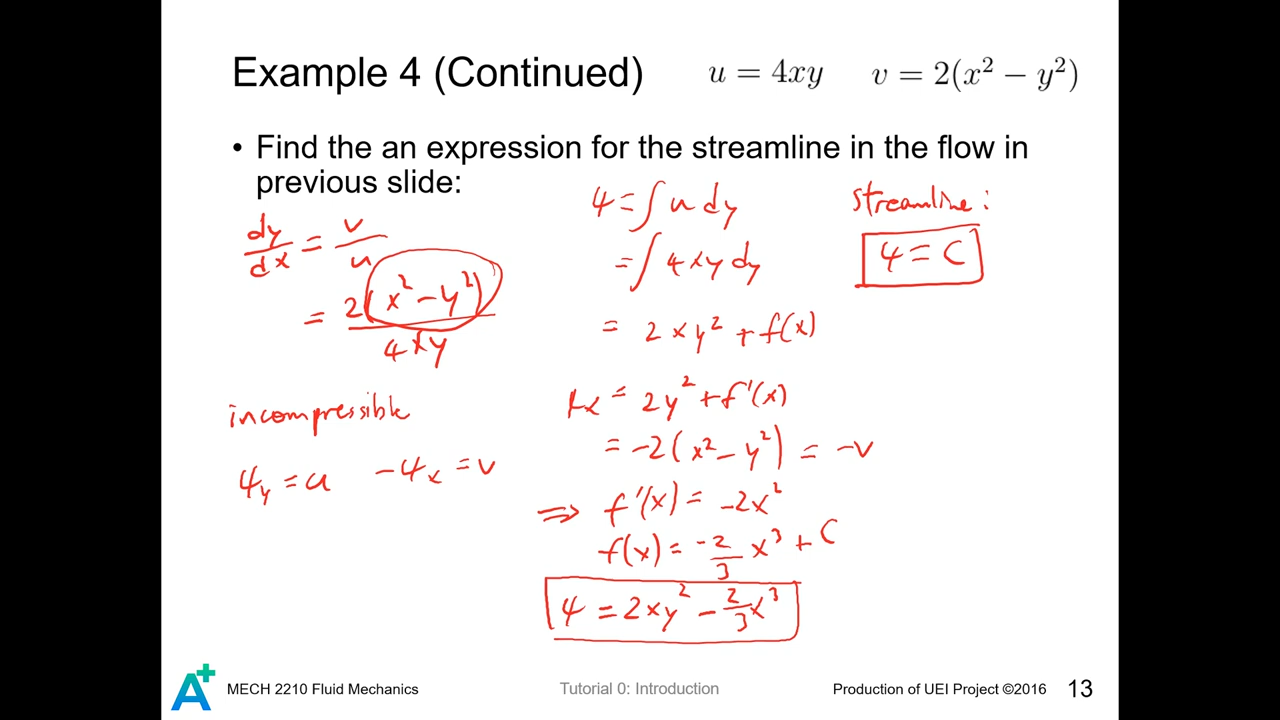 Example 4 (Continued) u = 4xy v = 2(x² − y²)
• Find the an expression for the streamline in the flow in
previous slide:
dy/dx = v/u
= 2(x² − y²)/4xy
incompressible
ψ_y = u −ψ_x = v
ψ = ∫ u dy
= ∫ 4xy dy
= 2xy² + f(x)
ψ_x = 2y² + f'(x)
= −2(x² − y²) = −v
⇒ f'(x) = −2x²
f(x) = −2/3 x³ + C
ψ = 2xy² − 2/3 x³
streamline:
ψ = C
A+
MECH 2210 Fluid Mechanics
Tutorial 0: Introduction
Production of UEI Project ©2016 13